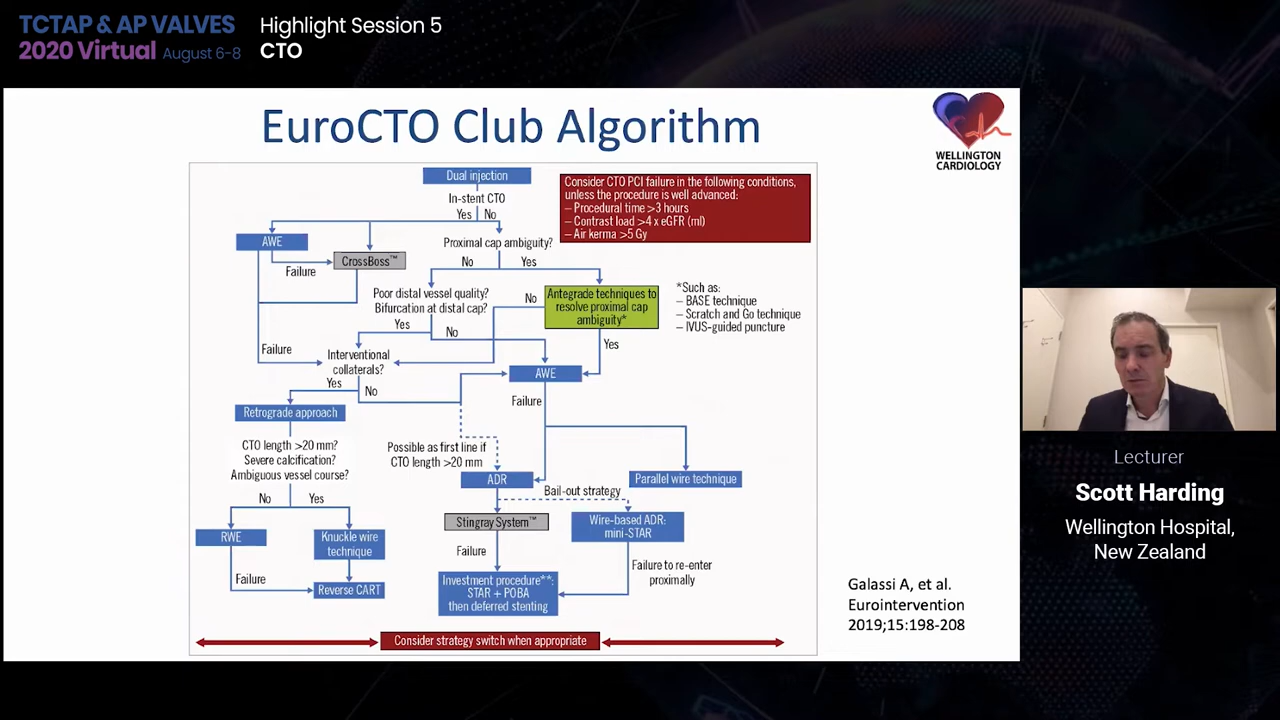 TCTAP & AP VALVES
2020 Virtual August 6-8
Highlight Session 5
CTO
EuroCTO Club Algorithm
WELLINGTON
CARDIOLOGY
Dual injection
In-stent CTO
Yes
No
Consider CTO PCI failure in the following conditions,
unless the procedure is well advanced:
– Procedural time >3 hours
– Contrast load >4 x eGFR (ml)
– Air kerma >5 Gy
AWE
Failure
CrossBoss™
Proximal cap ambiguity?
No
Yes
Poor distal vessel quality?
Bifurcation at distal cap?
Yes
No
No
Antegrade techniques to
resolve proximal cap
ambiguity*
Yes
*Such as:
– BASE technique
– Scratch and Go technique
– IVUS-guided puncture
Failure
Interventional
collaterals?
Yes
No
AWE
Failure
Retrograde approach
CTO length >20 mm?
Severe calcification?
Ambiguous vessel course?
No
Yes
Possible as first line if
CTO length >20 mm
ADR
Parallel wire technique
Bail-out strategy
Stingray System™
Wire-based ADR:
mini-STAR
RWE
Knuckle wire
technique
Failure
Failure to re-enter
proximally
Failure
Reverse CART
Investment procedure**:
STAR + POBA
then deferred stenting
Consider strategy switch when appropriate
Galassi A, et al.
Eurointervention
2019;15:198-208
Lecturer
Scott Harding
Wellington Hospital,
New Zealand